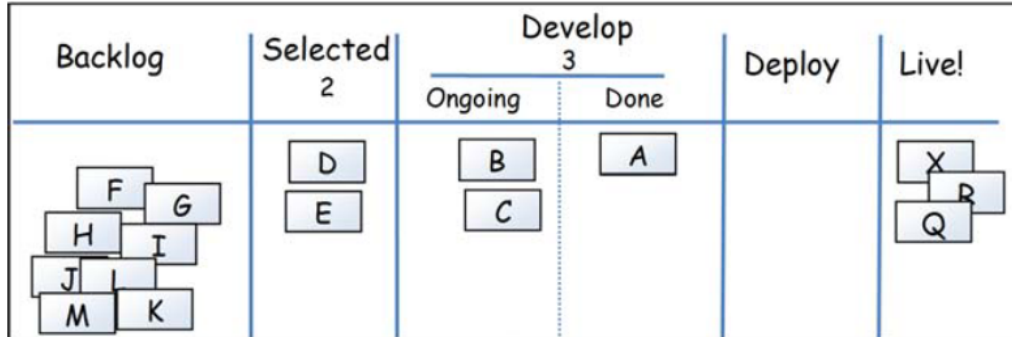 Backlog
Selected
2
Develop
3
Ongoing
Done
Deploy
Live!
F
G
H
I
J
L
M
K
D
E
B
C
A
X
R
Q